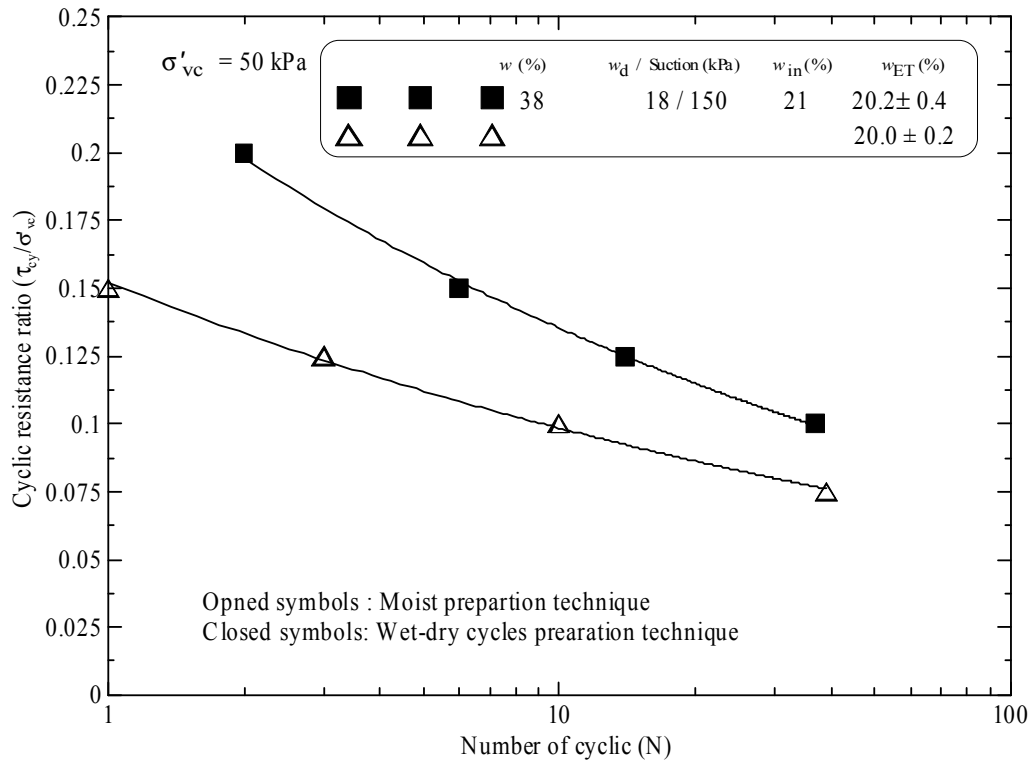 0.25
0.225
0.2
0.175
0.15
0.125
0.1
0.075
0.05
0.025
0
Cyclic resistance ratio (τcy/σ'vc)
σ'vc = 50 kPa
w (%) wd / Suction (kPa) win (%) wET (%)
38 18 / 150 21 20.2± 0.4
20.0 ± 0.2
Opned symbols : Moist prepartion technique
Closed symbols: Wet-dry cycles prearation technique
1 10 100
Number of cyclic (N)